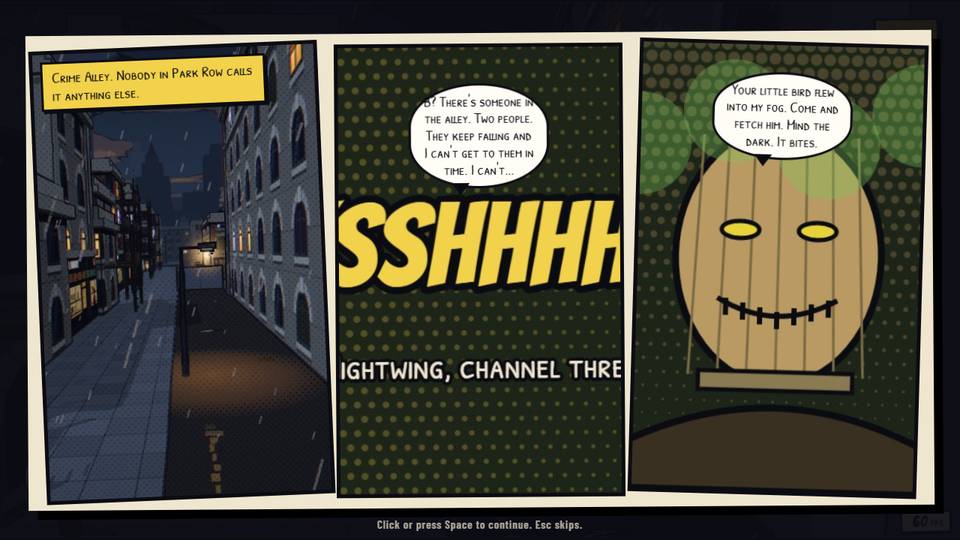 Crime Alley. Nobody in Park Row calls
it anything else.
B? There's someone in
the alley. Two people.
They keep falling and
I can't get to them in
time. I can't...
SSHHHH
IGHTWING, CHANNEL THRE
Your little bird flew
into my fog. Come and
fetch him. Mind the
dark. It bites.
Click or press Space to continue. Esc skips.
60 FPS